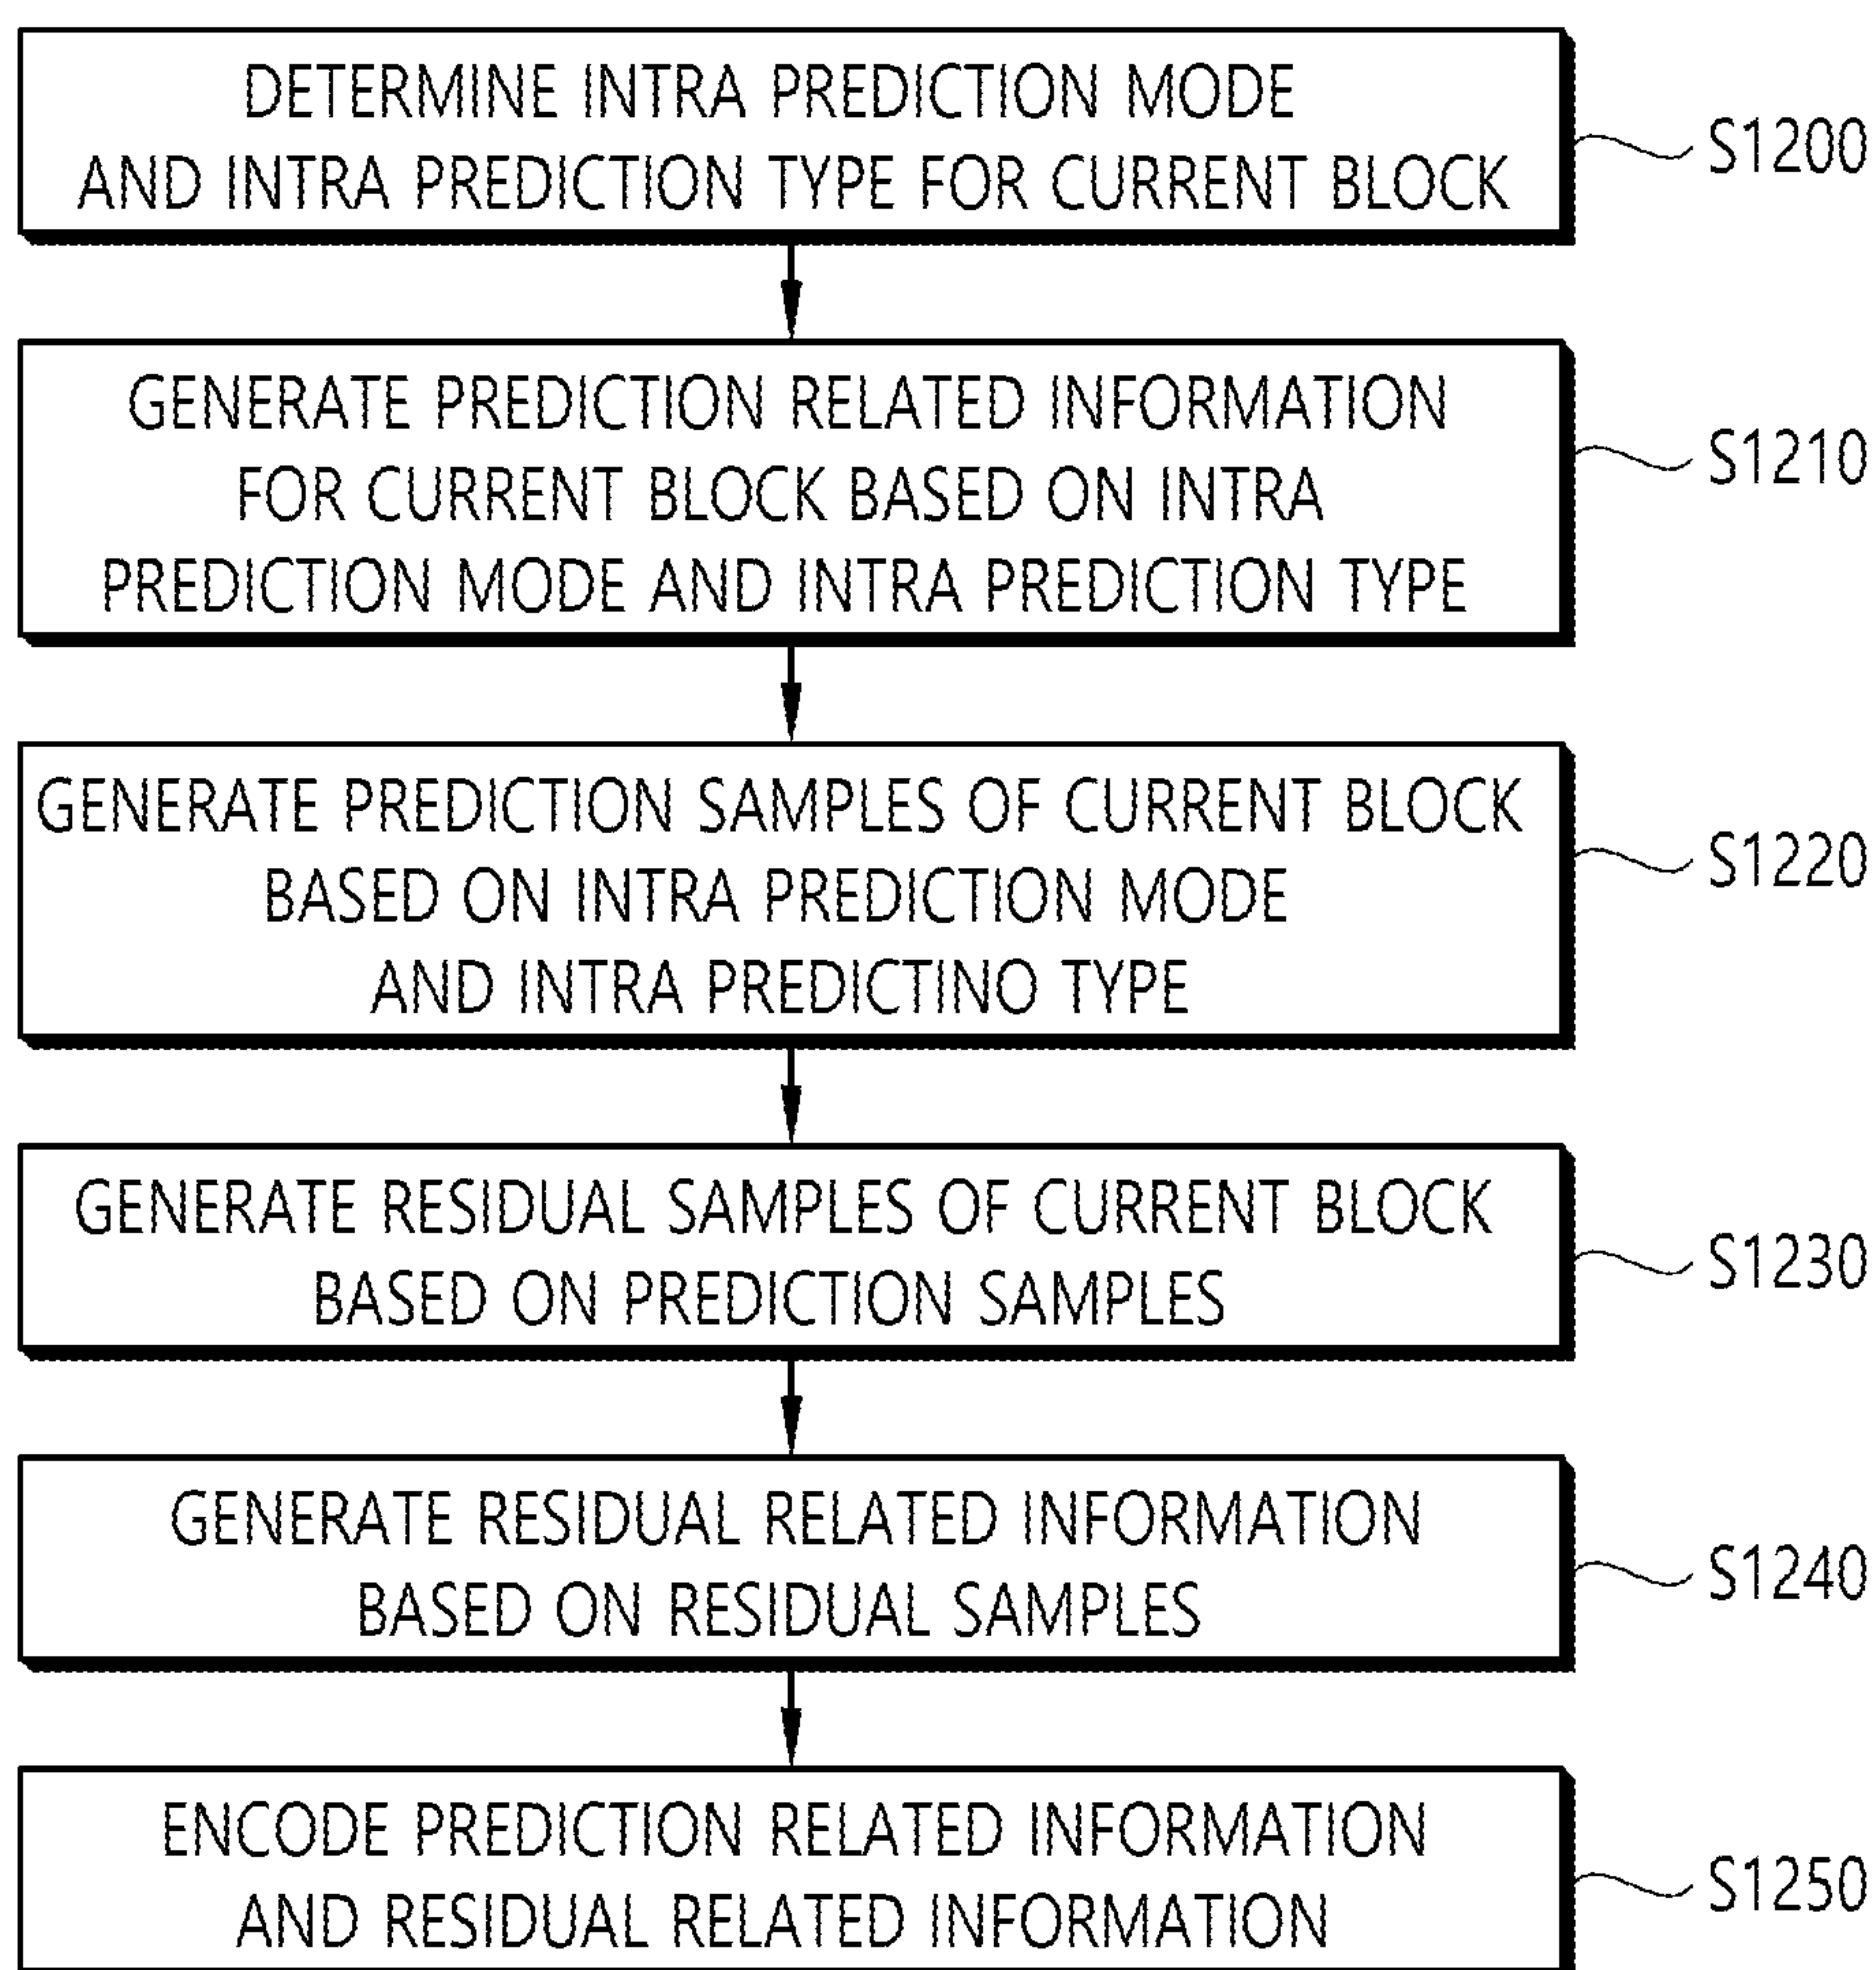 DETERMINE INTRA PREDICTION MODE
AND INTRA PREDICTION TYPE FOR CURRENT BLOCK
S1200
GENERATE PREDICTION RELATED INFORMATION
FOR CURRENT BLOCK BASED ON INTRA
PREDICTION MODE AND INTRA PREDICTION TYPE
S1210
GENERATE PREDICTION SAMPLES OF CURRENT BLOCK
BASED ON INTRA PREDICTION MODE
AND INTRA PREDICTINO TYPE
S1220
GENERATE RESIDUAL SAMPLES OF CURRENT BLOCK
BASED ON PREDICTION SAMPLES
S1230
GENERATE RESIDUAL RELATED INFORMATION
BASED ON RESIDUAL SAMPLES
S1240
ENCODE PREDICTION RELATED INFORMATION
AND RESIDUAL RELATED INFORMATION
S1250